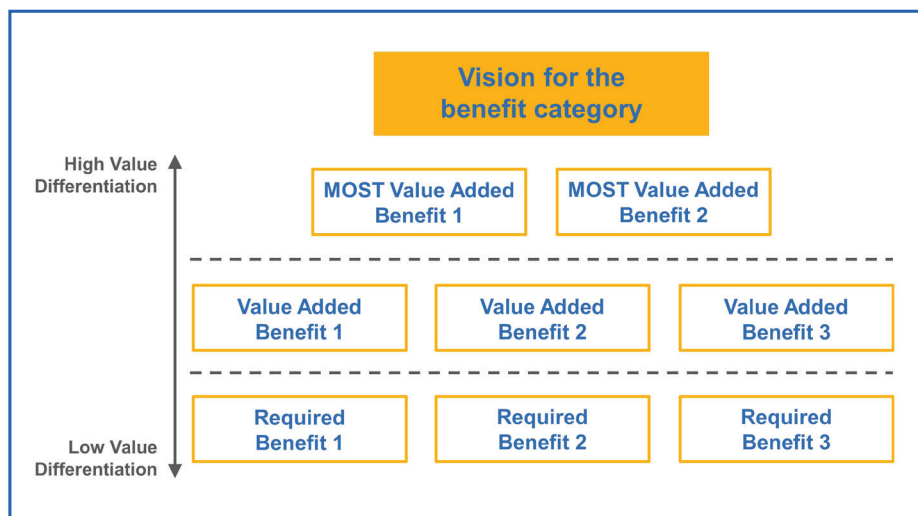 Vision for the
benefit category
High Value
Differentiation
MOST Value Added
Benefit 1
MOST Value Added
Benefit 2
Value Added
Benefit 1
Value Added
Benefit 2
Value Added
Benefit 3
Required
Benefit 1
Required
Benefit 2
Required
Benefit 3
Low Value
Differentiation